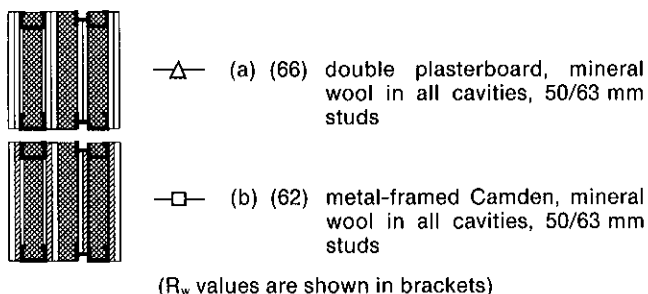 (a) (66) double plasterboard, mineral
wool in all cavities, 50/63 mm
studs
(b) (62) metal-framed Camden, mineral
wool in all cavities, 50/63 mm
studs
(Rw values are shown in brackets)